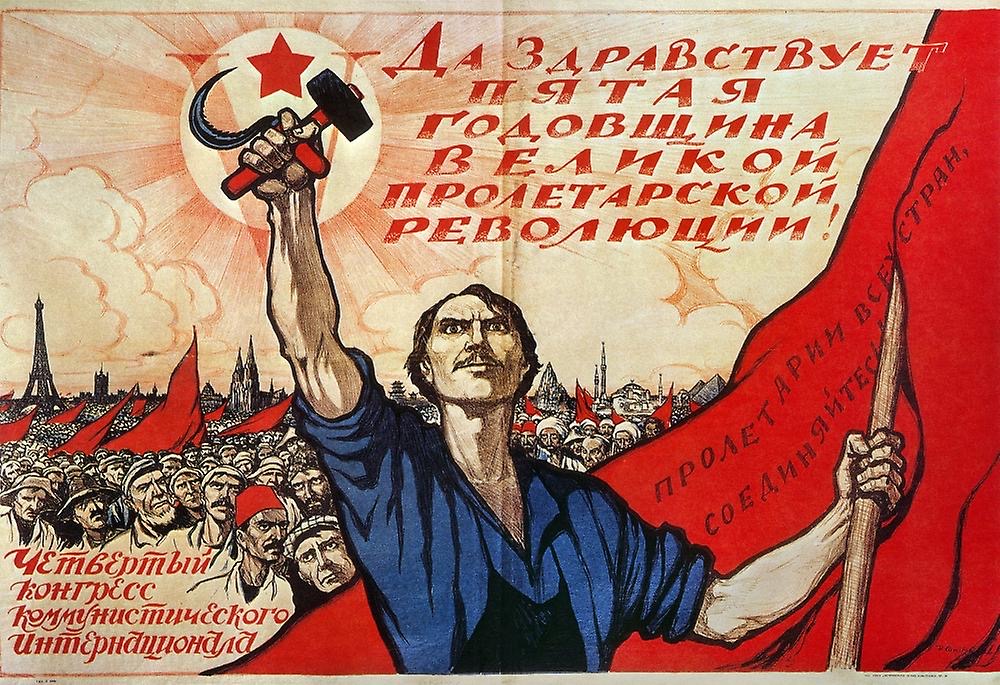 Да Здравствует
пятая
годовщина
великой
пролетарской
революции!
Пролетарии всех стран,
соединяйтесь
Четвертый
конгресс
коммунистического
Интернационала